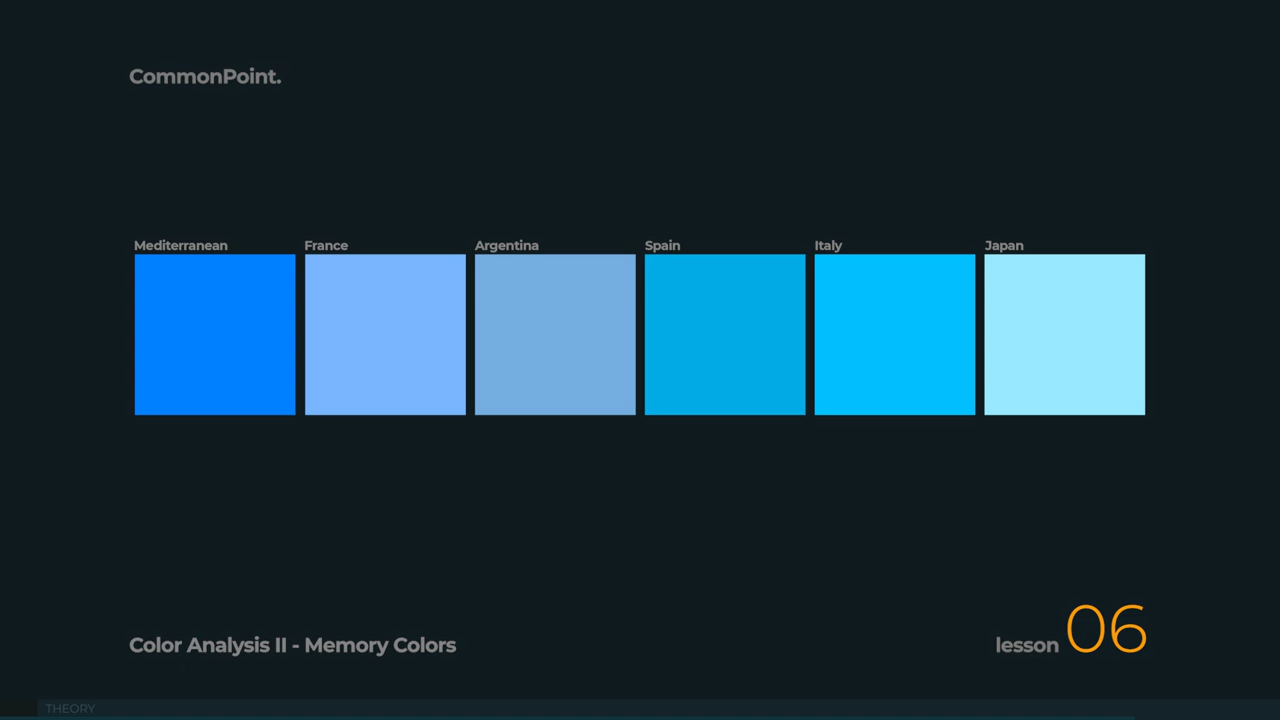 CommonPoint.
Mediterranean France Argentina Spain Italy Japan
Color Analysis II - Memory Colors
lesson 06
THEORY